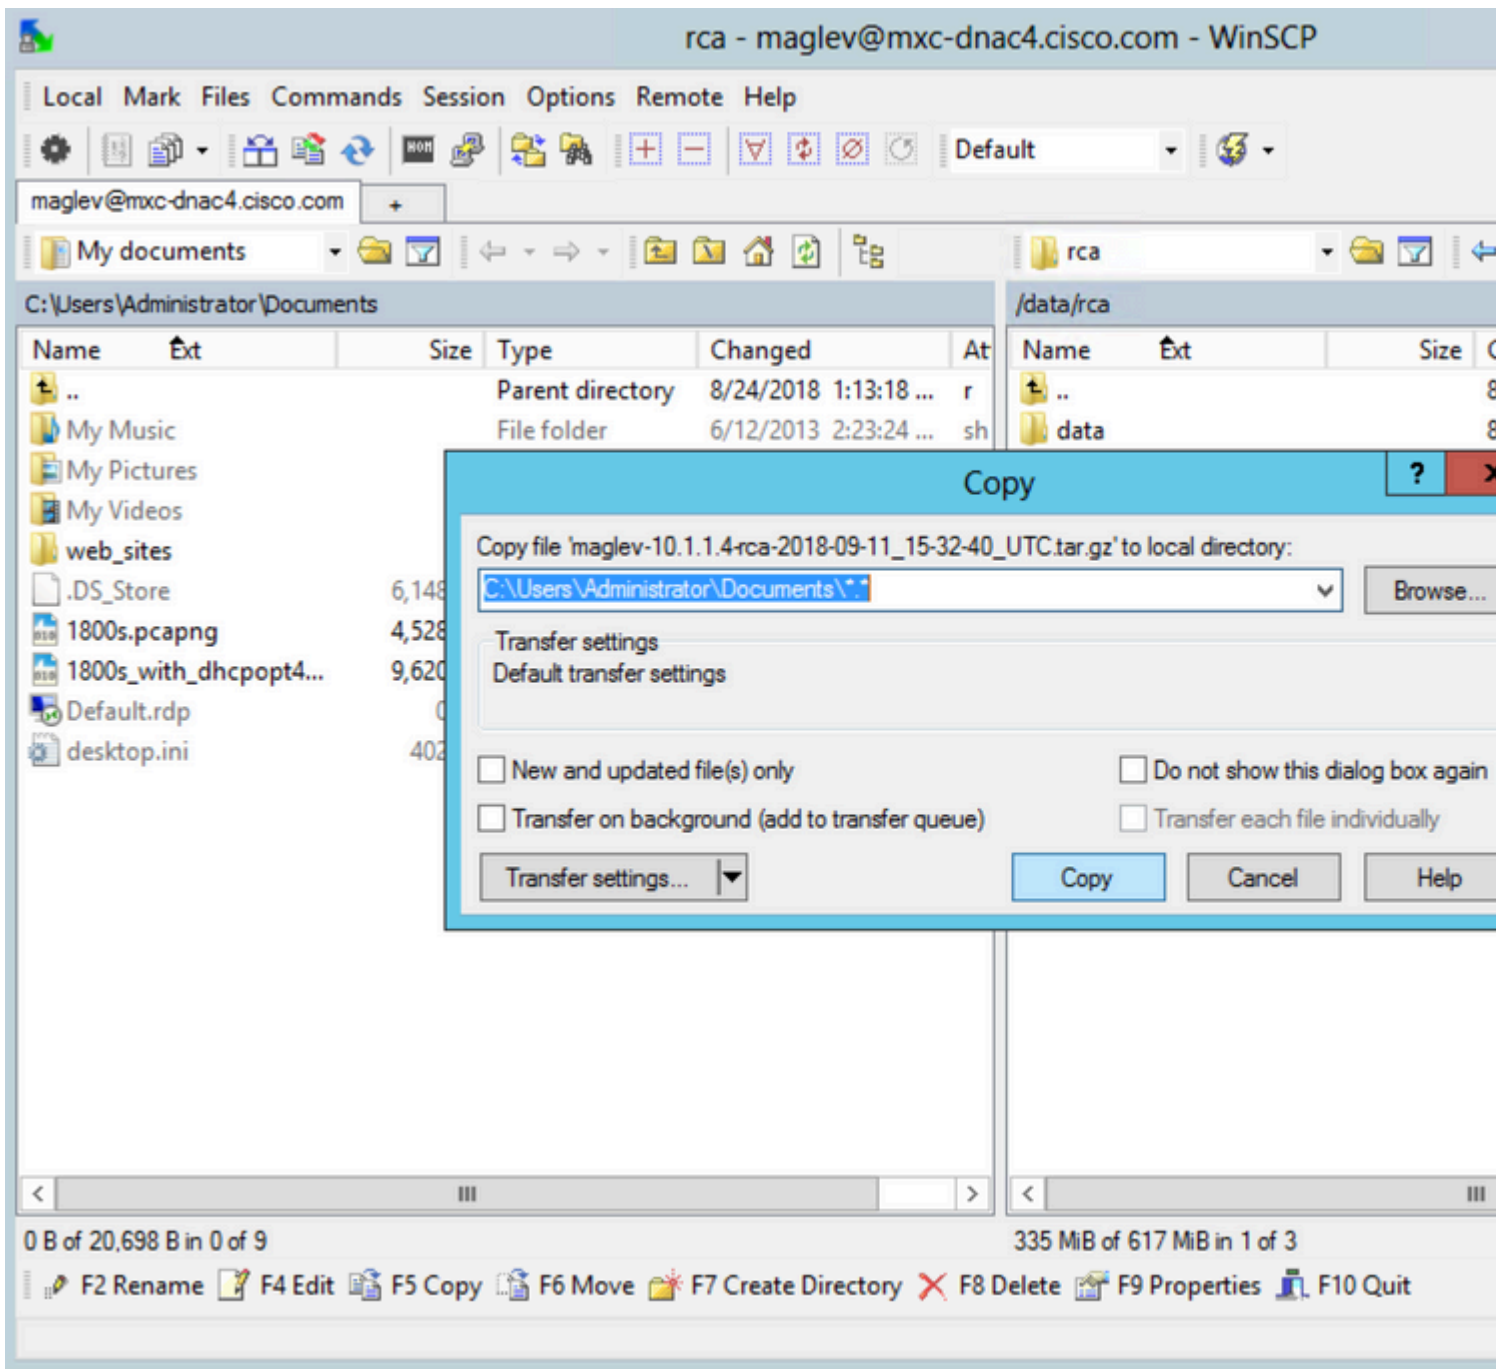 rca - maglev@mxc-dnac4.cisco.com - WinSCP
Local Mark Files Commands Session Options Remote Help
Default
maglev@mxc-dnac4.cisco.com +
My documents rca
C:\Users\Administrator\Documents /data/rca
Name Ext Size Type Changed At Name Ext Size C
.. Parent directory 8/24/2018 1:13:18 ... r .. 8
My Music File folder 6/12/2013 2:23:24 ... sh data 8
My Pictures
My Videos
web_sites
.DS_Store 6,148
1800s.pcapng 4,528
1800s_with_dhcpopt4... 9,620
Default.rdp 0
desktop.ini 402
Copy ?
Copy file 'maglev-10.1.1.4-rca-2018-09-11_15-32-40_UTC.tar.gz' to local directory:
C:\Users\Administrator\Documents\*.* Browse...
Transfer settings
Default transfer settings
New and updated file(s) only Do not show this dialog box again
Transfer on background (add to transfer queue) Transfer each file individually
Transfer settings... Copy Cancel Help
0 B of 20,698 B in 0 of 9 335 MiB of 617 MiB in 1 of 3
F2 Rename F4 Edit F5 Copy F6 Move F7 Create Directory F8 Delete F9 Properties F10 Quit